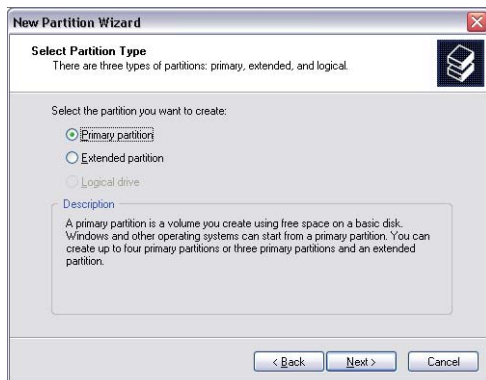 New Partition Wizard
Select Partition Type
There are three types of partitions: primary, extended, and logical.
Select the partition you want to create:
Primary partition
Extended partition
Logical drive
Description
A primary partition is a volume you create using free space on a basic disk.
Windows and other operating systems can start from a primary partition. You can
create up to four primary partitions or three primary partitions and an extended
partition.
< Back
Next >
Cancel